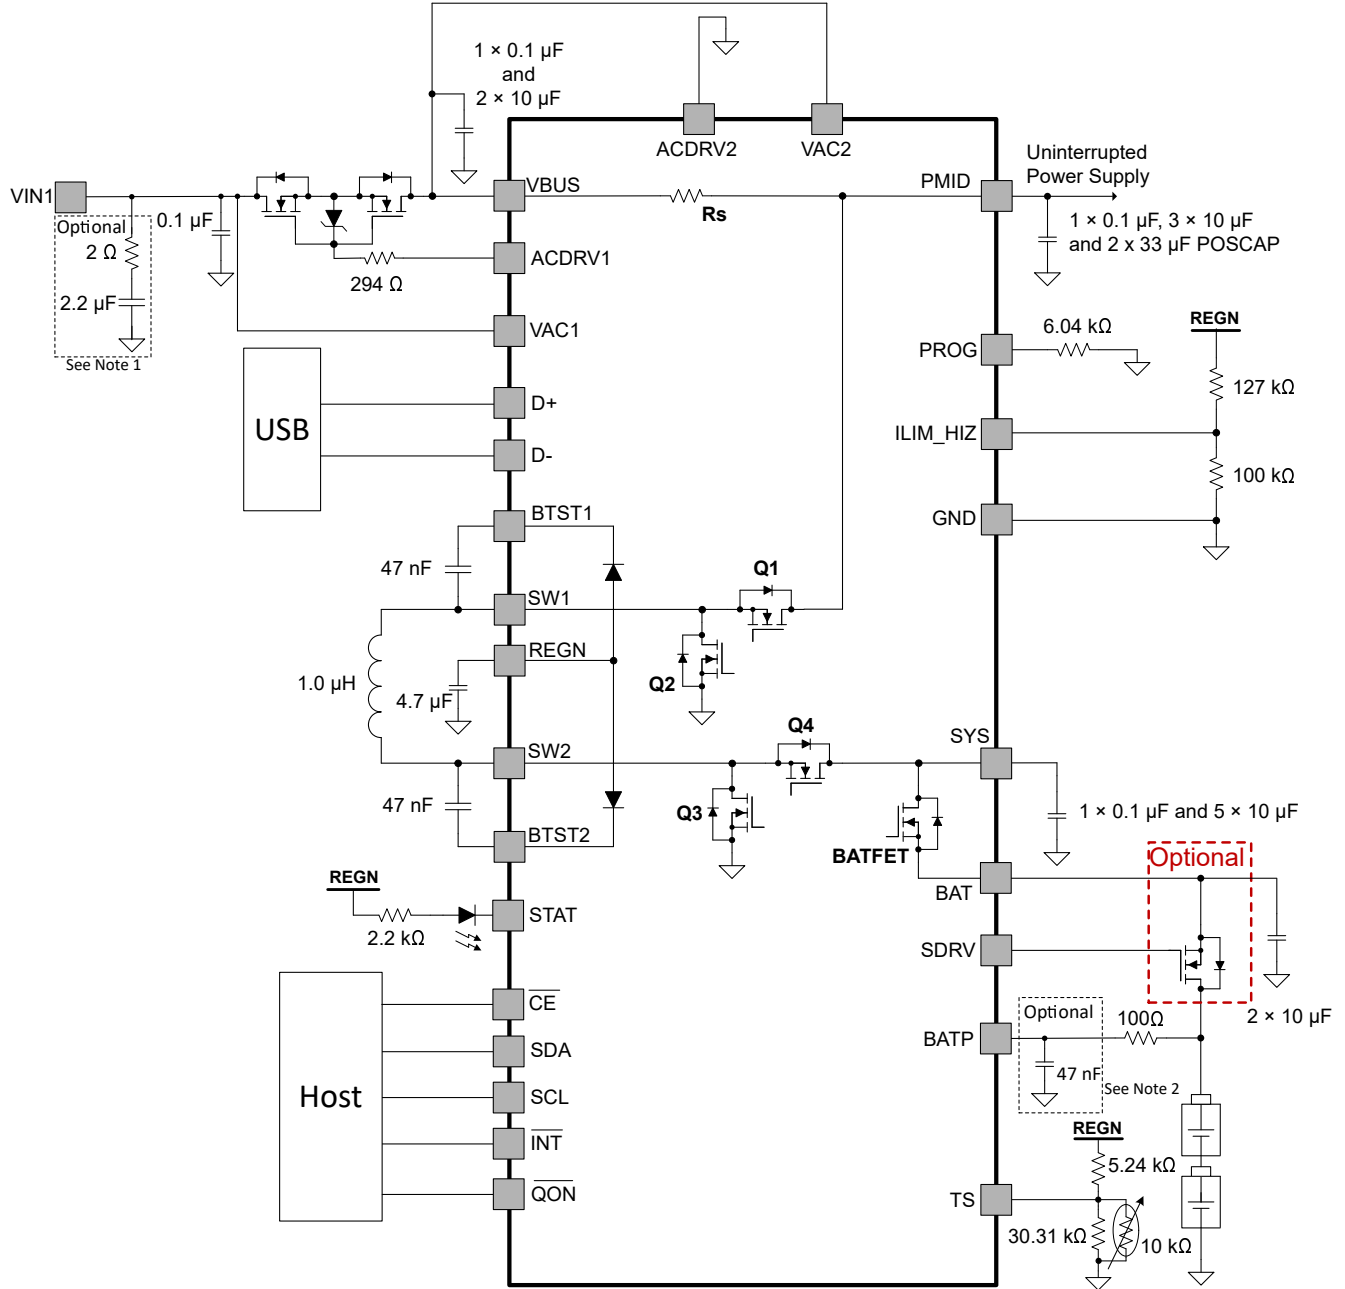 1 × 0.1 µF
and
2 × 10 µF
ACDRV2
VAC2
VIN1
VBUS
Rs
PMID
Uninterrupted
Power Supply
1 × 0.1 µF, 3 × 10 µF
and 2 x 33 µF POSCAP
Optional
2 Ω
2.2 µF
See Note 1
0.1 µF
294 Ω
ACDRV1
VAC1
PROG
6.04 kΩ
REGN
127 kΩ
ILIM_HIZ
100 kΩ
GND
USB
D+
D-
BTST1
47 nF
SW1
Q1
REGN
1.0 µH
4.7 µF
Q2
SW2
Q4
SYS
47 nF
Q3
BTST2
BATFET
1 × 0.1 µF and 5 × 10 µF
Optional
BAT
REGN
2.2 kΩ
STAT
SDRV
2 × 10 µF
Host
CE
SDA
SCL
INT
QON
BATP
Optional
47 nF
100Ω
See Note 2
REGN
5.24 kΩ
TS
30.31 kΩ
10 kΩ